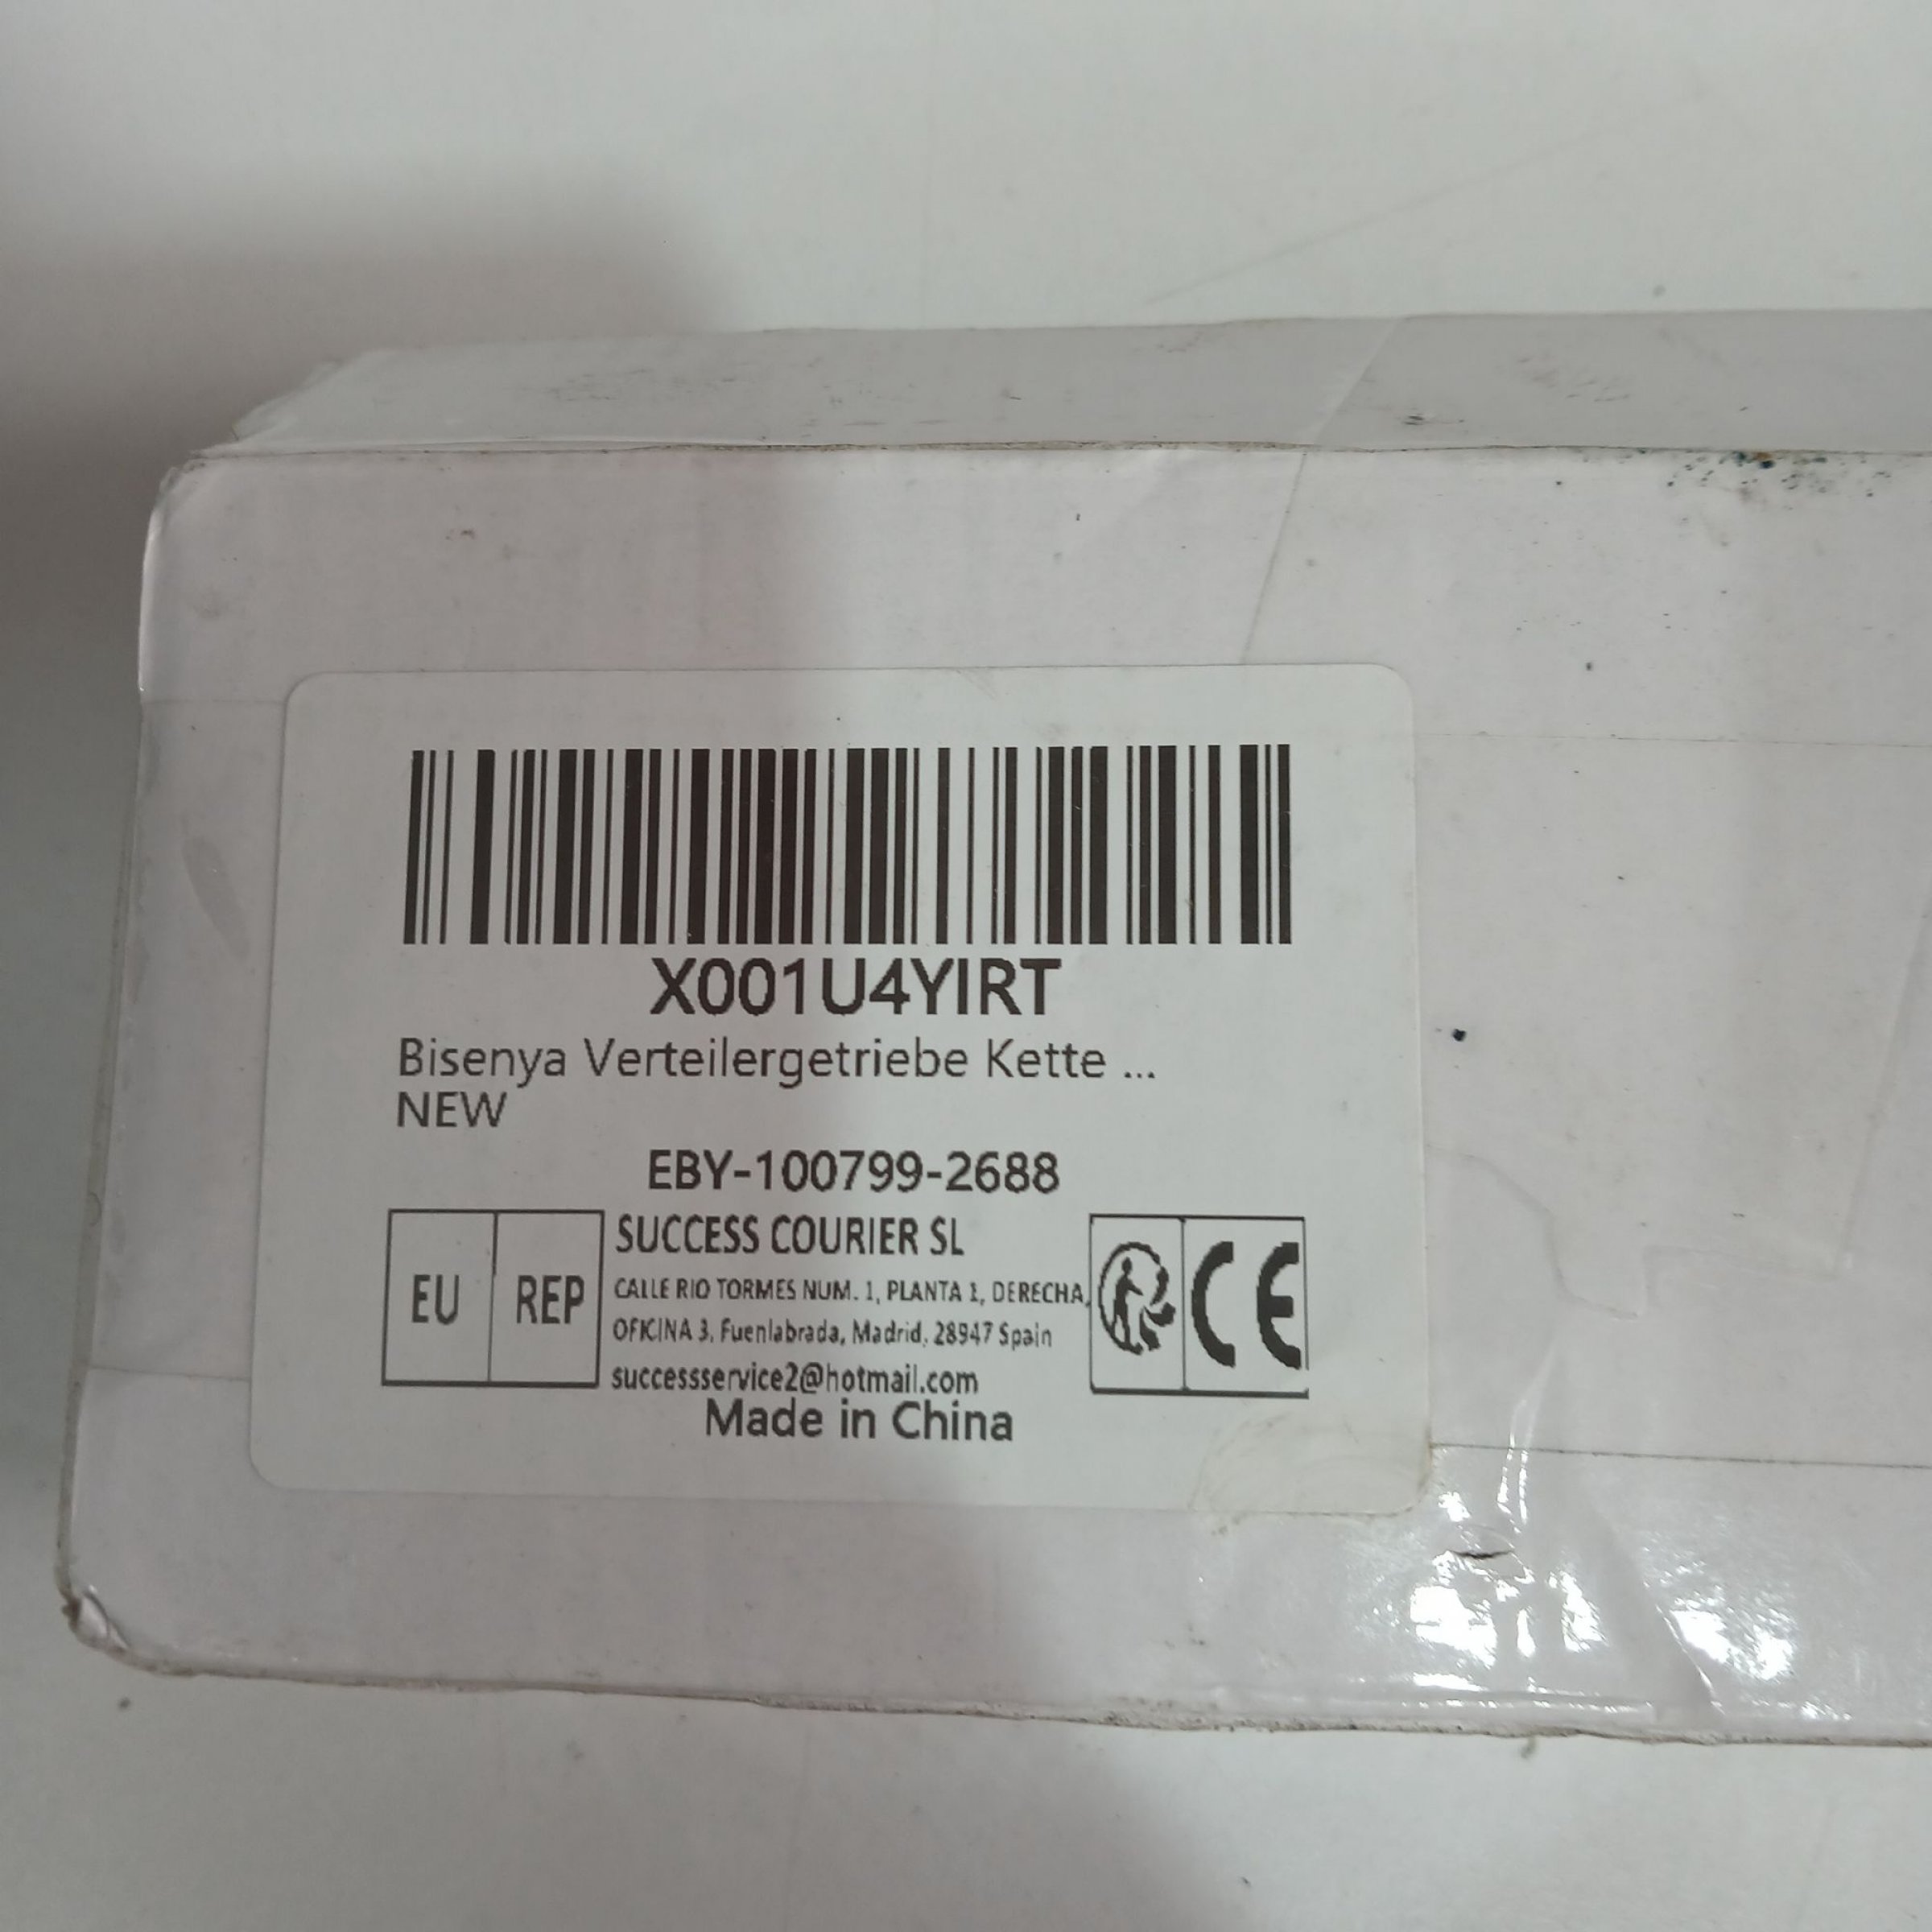 X001U4YIRT
Bisenya Verteilergetriebe Kette ...
NEW
EBY-100799-2688
EU REP
SUCCESS COURIER SL
CALLE RIO TORMES NUM. 1, PLANTA 1, DERECHA,
OFICINA 3, Fuenlabrada, Madrid, 28947 Spain
successservice2@hotmail.com
CE
Made in China